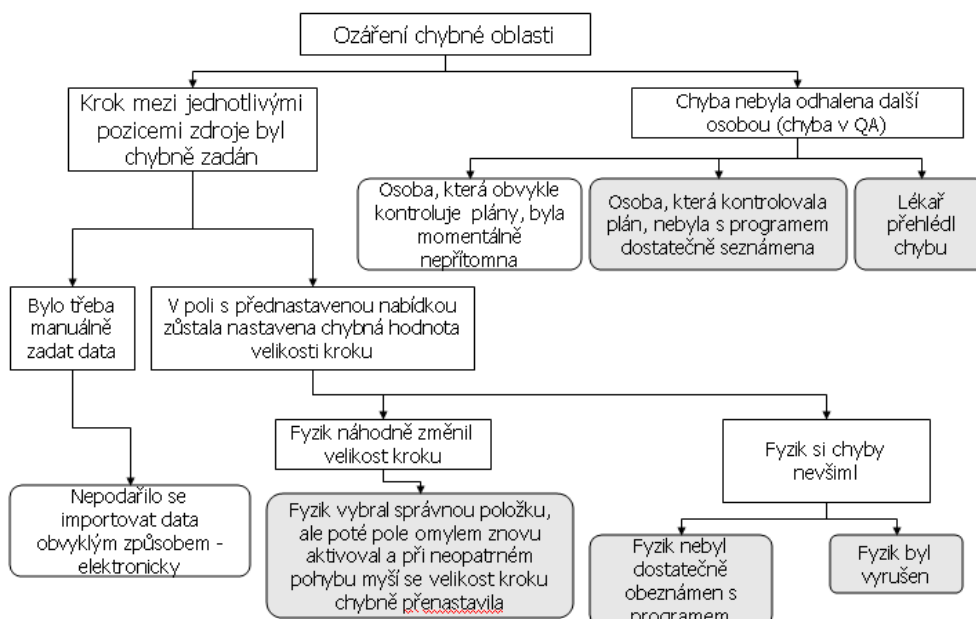 Ozáření chybné oblasti
Krok mezi jednotlivými
pozicemi zdroje byl
chybně zadán
Chyba nebyla odhalena další
osobou (chyba v QA)
Osoba, která obvykle
kontroluje plány, byla
momentálně
nepřítomna
Osoba, která kontrolovala
plán, nebyla s programem
dostatečně seznámena
Lékař
přehlédl
chybu
Bylo třeba
manuálně
zadat data
V poli s přednastavenou nabídkou
zůstala nastavena chybná hodnota
velikosti kroku
Fyzik náhodně změnil
velikost kroku
Fyzik si chyby
nevšiml
Nepodařilo se
importovat data
obvyklým způsobem -
elektronicky
Fyzik vybral správnou položku,
ale poté pole omylem znovu
aktivoval a při neopatrném
pohybu myší se velikost kroku
chybně přenastavila
Fyzik nebyl
dostatečně
obeznámen s
programem
Fyzik byl
vyrušen